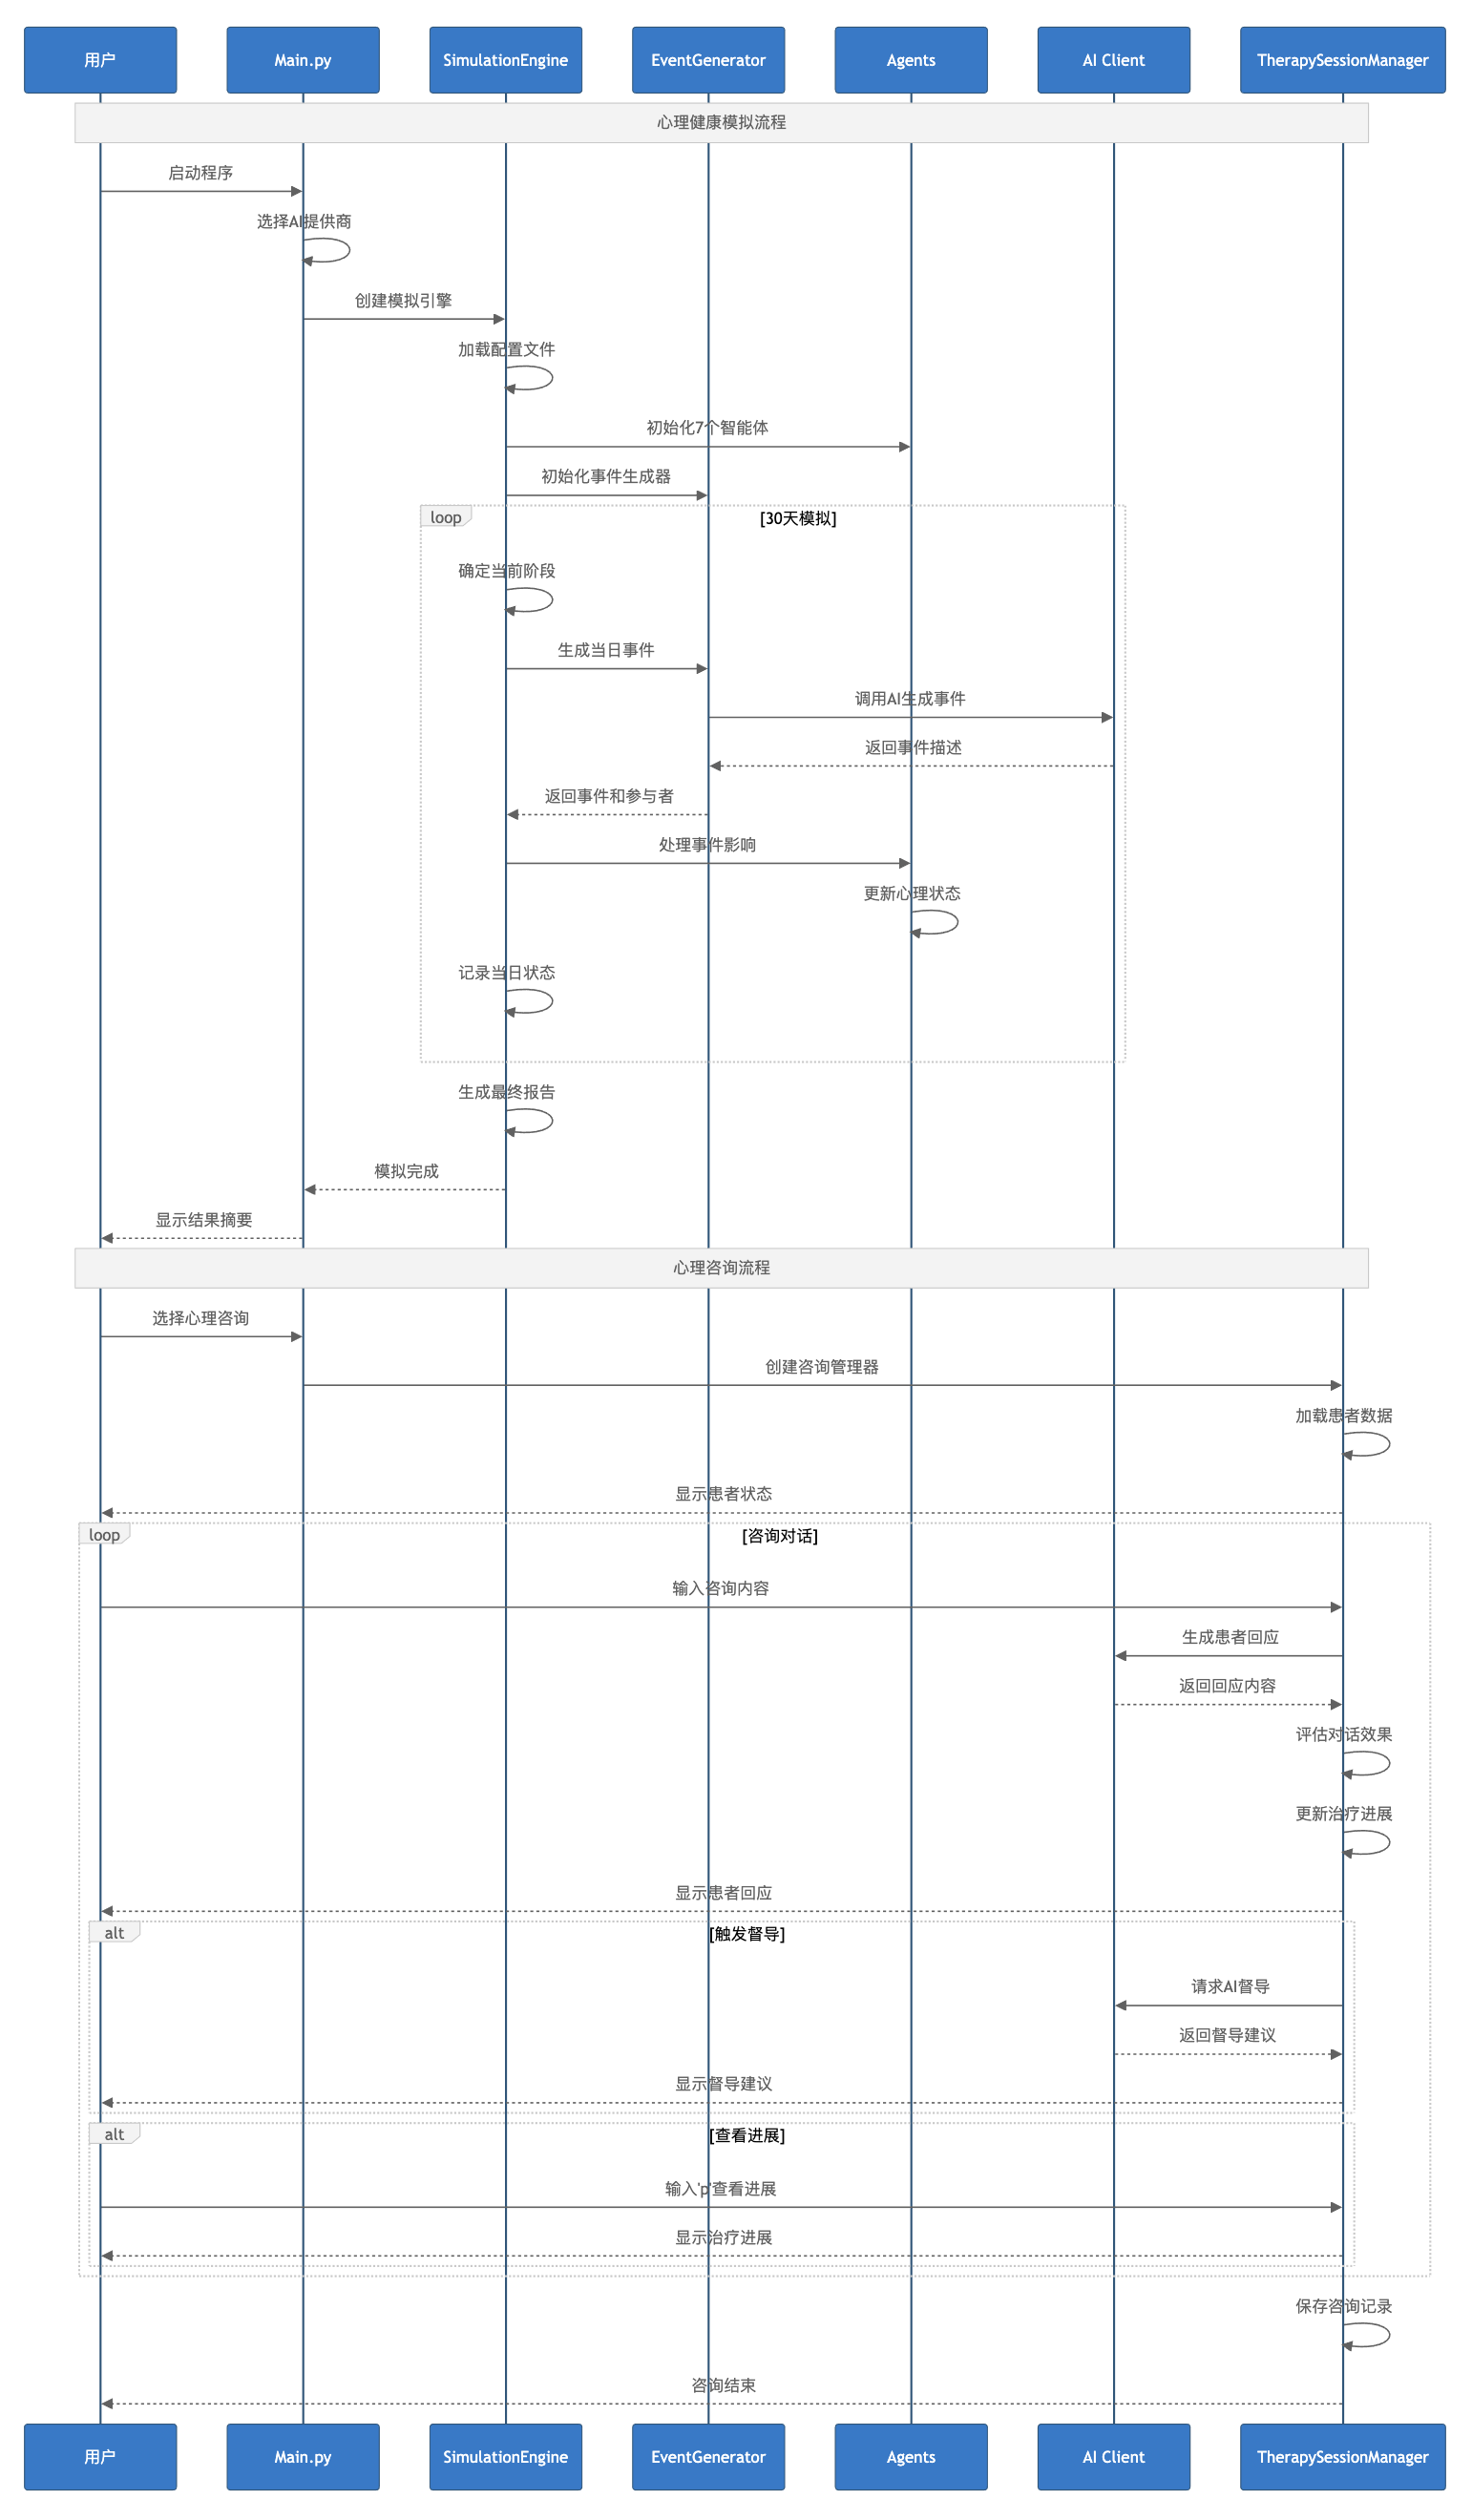 用户
Main.py
SimulationEngine
EventGenerator
Agents
AI Client
TherapySessionManager
心理健康模拟流程
启动程序
选择AI提供商
创建模拟引擎
加载配置文件
初始化7个智能体
初始化事件生成器
loop
[30天模拟]
确定当前阶段
生成当日事件
调用AI生成事件
返回事件描述
返回事件和参与者
处理事件影响
更新心理状态
记录当日状态
生成最终报告
模拟完成
显示结果摘要
心理咨询流程
选择心理咨询
创建咨询管理器
加载患者数据
显示患者状态
loop
[咨询对话]
输入咨询内容
生成患者回应
返回回应内容
评估对话效果
更新治疗进展
显示患者回应
alt
[触发督导]
请求AI督导
返回督导建议
显示督导建议
alt
[查看进展]
输入'p'查看进展
显示治疗进展
保存咨询记录
咨询结束
用户
Main.py
SimulationEngine
EventGenerator
Agents
AI Client
TherapySessionManager